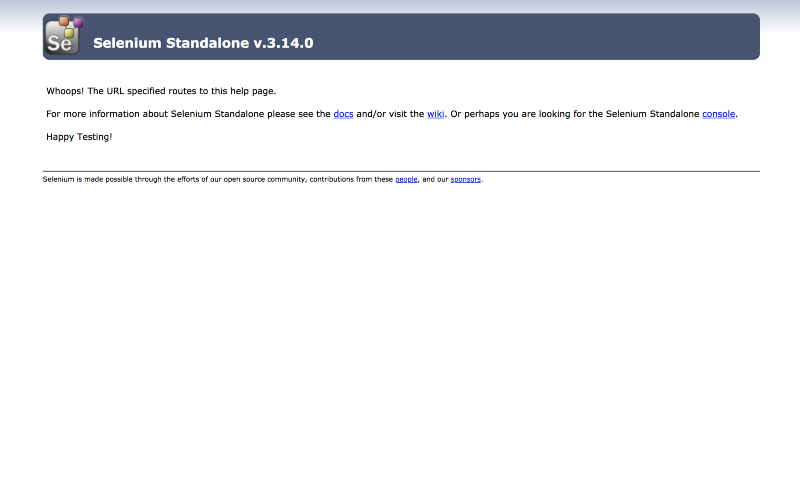 Se
Selenium Standalone v.3.14.0
Whoops! The URL specified routes to this help page.
For more information about Selenium Standalone please see the docs and/or visit the wiki. Or perhaps you are looking for the Selenium Standalone console.
Happy Testing!
Selenium is made possible through the efforts of our open source community, contributions from these people, and our sponsors.